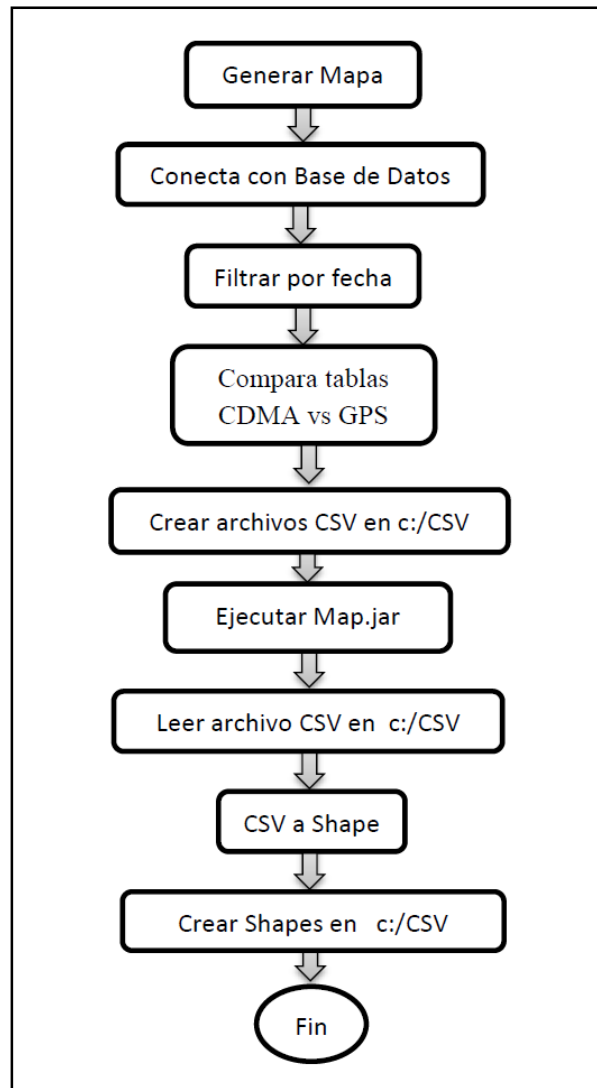 Generar Mapa
Conecta con Base de Datos
Filtrar por fecha
Compara tablas
CDMA vs GPS
Crear archivos CSV en c:/CSV
Ejecutar Map.jar
Leer archivo CSV en c:/CSV
CSV a Shape
Crear Shapes en c:/CSV
Fin